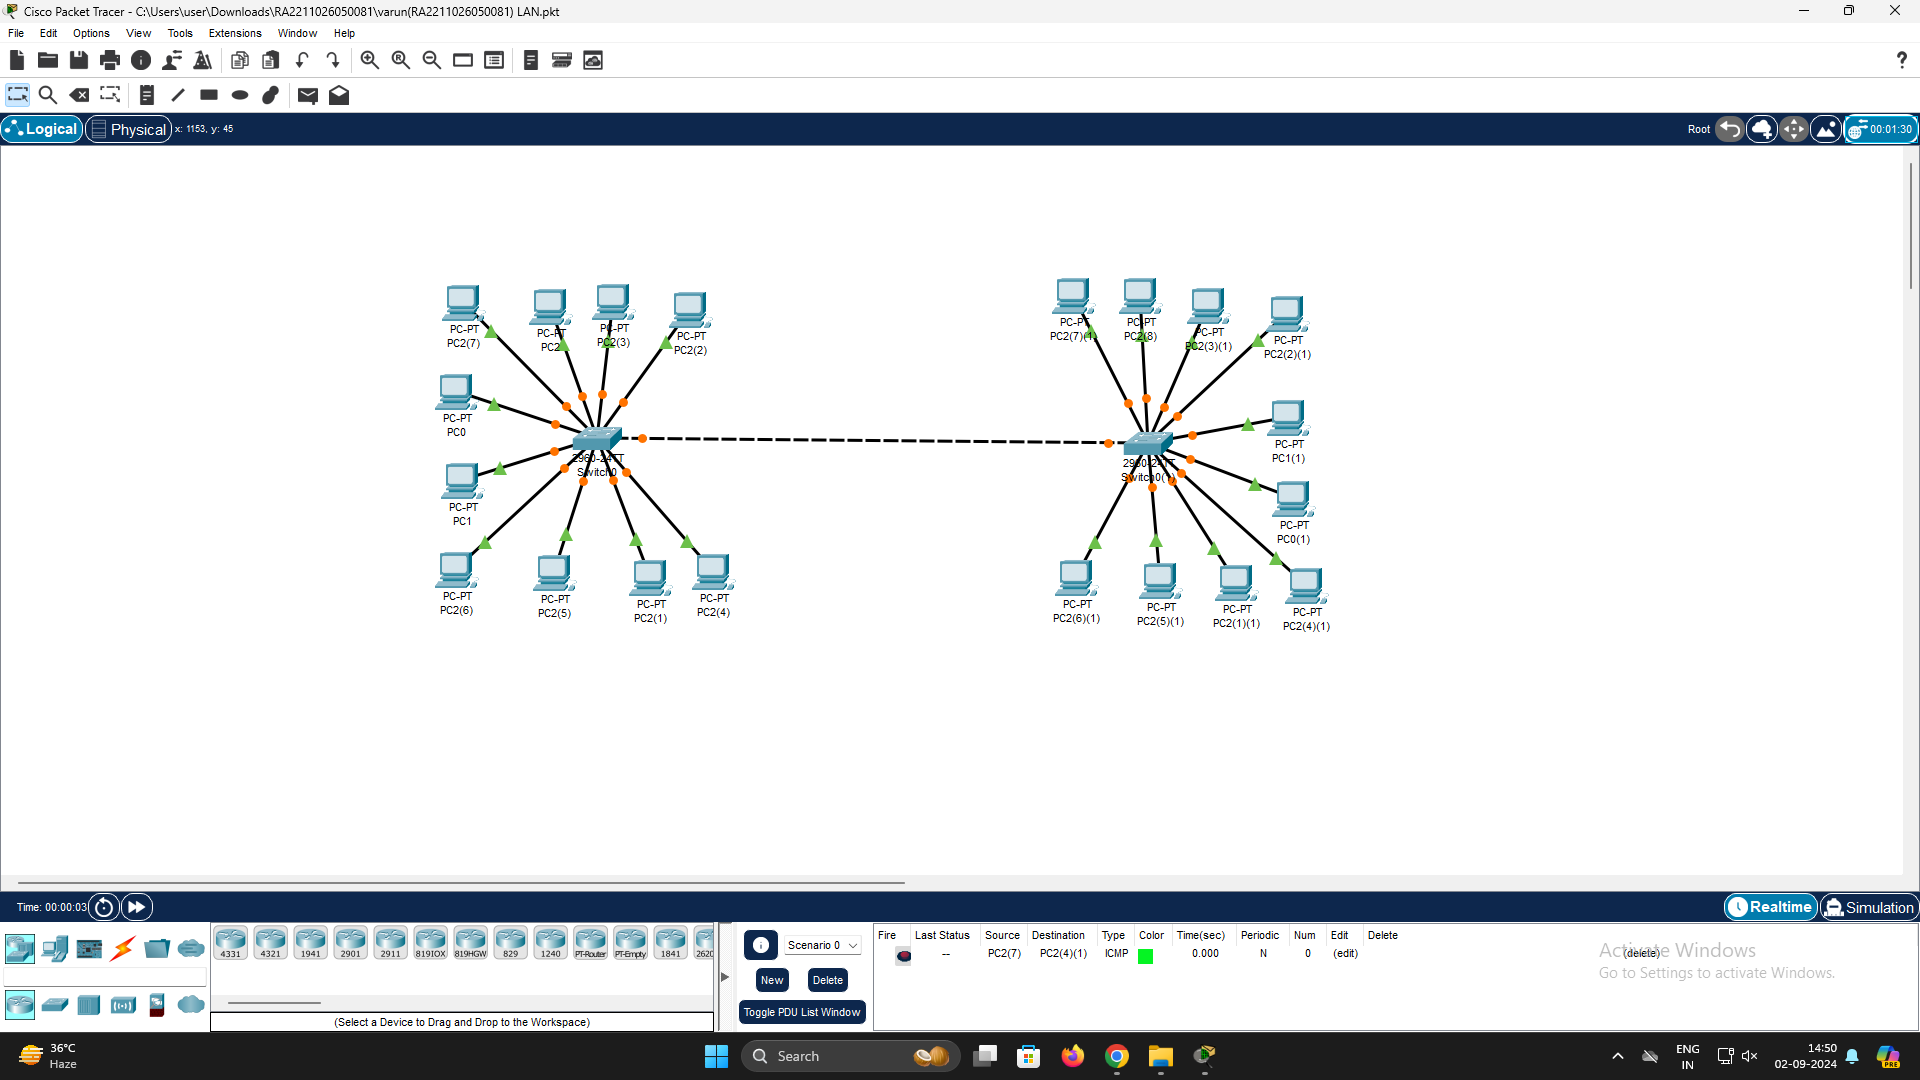 Cisco Packet Tracer - C:\Users\user\Downloads\RA2211026050081\varun(RA2211026050081) LAN.pkt
File Edit Options View Tools Extensions Window Help
Logical Physical x: 1153, y: 45 Root 00:01:30
PC-PT
PC2(7)
PC-PT
PC2
PC-PT
PC2(3)
PC-PT
PC2(2)
PC-PT
PC2(7)(1)
PC-PT
PC2(8)
PC-PT
PC2(3)(1)
PC-PT
PC2(2)(1)
PC-PT
PC0
2960-24TT
Switch0
2960-24TT
Switch0(1)
PC-PT
PC1(1)
PC-PT
PC1
PC-PT
PC0(1)
PC-PT
PC2(6)
PC-PT
PC2(5)
PC-PT
PC2(1)
PC-PT
PC2(4)
PC-PT
PC2(6)(1)
PC-PT
PC2(5)(1)
PC-PT
PC2(1)(1)
PC-PT
PC2(4)(1)
Time: 00:00:03 Realtime Simulation
4331 4321 1941 2901 2911 819IOX 819HGW 829 1240 PT-Router PT-Empty 1841 2620
(Select a Device to Drag and Drop to the Workspace)
Scenario 0
New Delete
Toggle PDU List Window
Fire Last Status Source Destination Type Color Time(sec) Periodic Num Edit Delete
-- PC2(7) PC2(4)(1) ICMP 0.000 N 0 (edit) (delete)
Activate Windows
Go to Settings to activate Windows.
36°C
Haze
Search
ENG
IN
14:50
02-09-2024
PRE